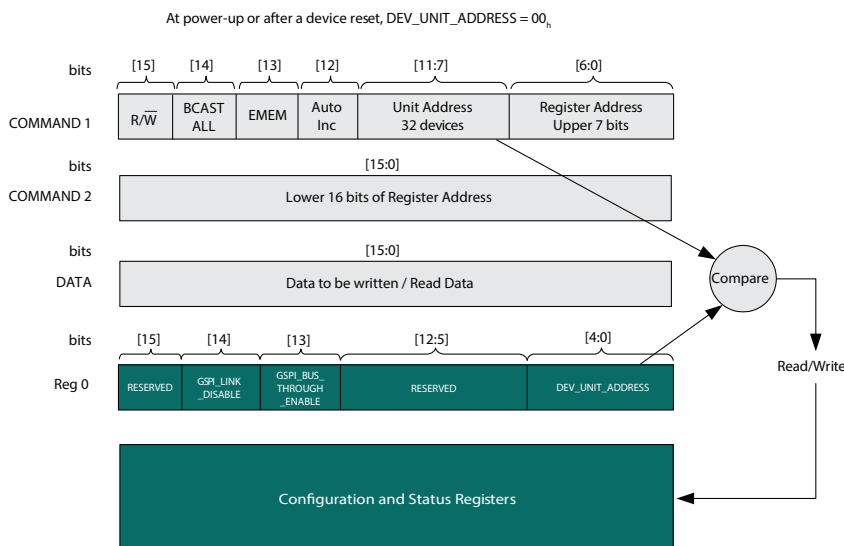 At power-up or after a device reset, DEV_UNIT_ADDRESS = 00h
bits [15] [14] [13] [12] [11:7] [6:0]
COMMAND 1
R/W̅
BCAST
ALL
EMEM
Auto
Inc
Unit Address
32 devices
Register Address
Upper 7 bits
bits [15:0]
COMMAND 2
Lower 16 bits of Register Address
bits [15:0]
DATA
Data to be written / Read Data
Compare
bits [15] [14] [13] [12:5] [4:0]
Reg 0
RESERVED
GSPI_LINK
_DISABLE
GSPI_BUS_
THROUGH
_ENABLE
RESERVED
DEV_UNIT_ADDRESS
Read/Write
Configuration and Status Registers